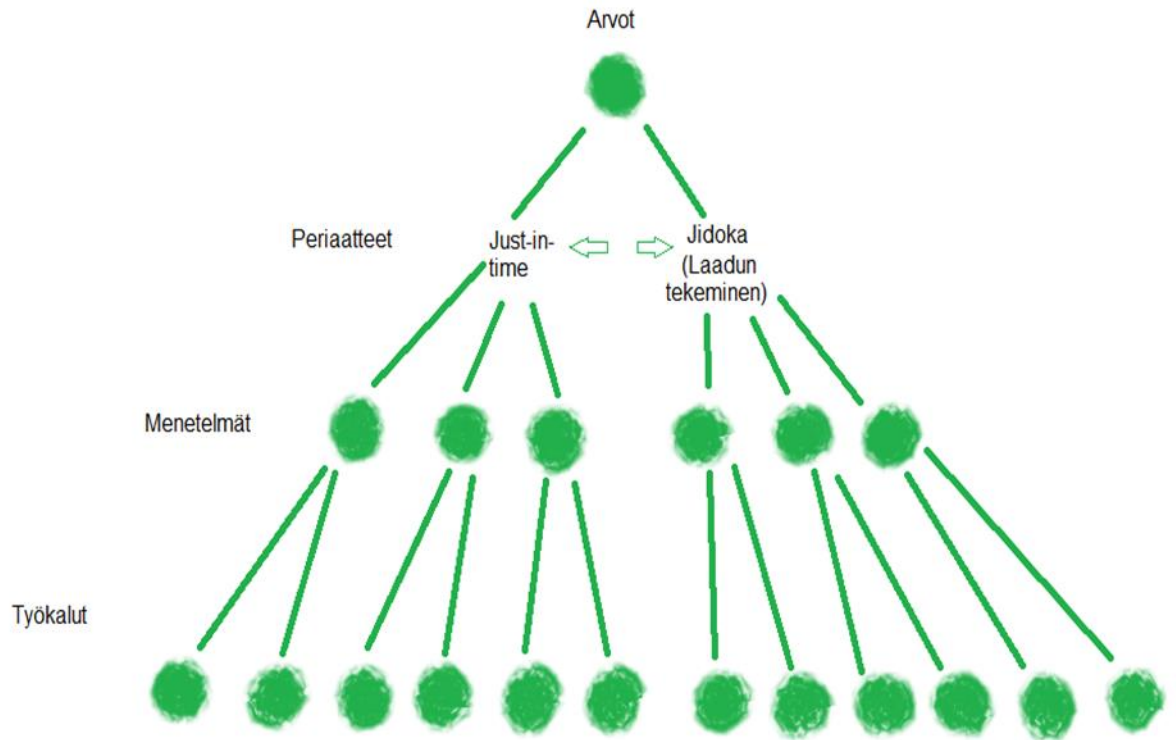 Arvot
Periaatteet
Just-in-
time
Jidoka
(Laadun
tekeminen)
Menetelmät
Työkalut